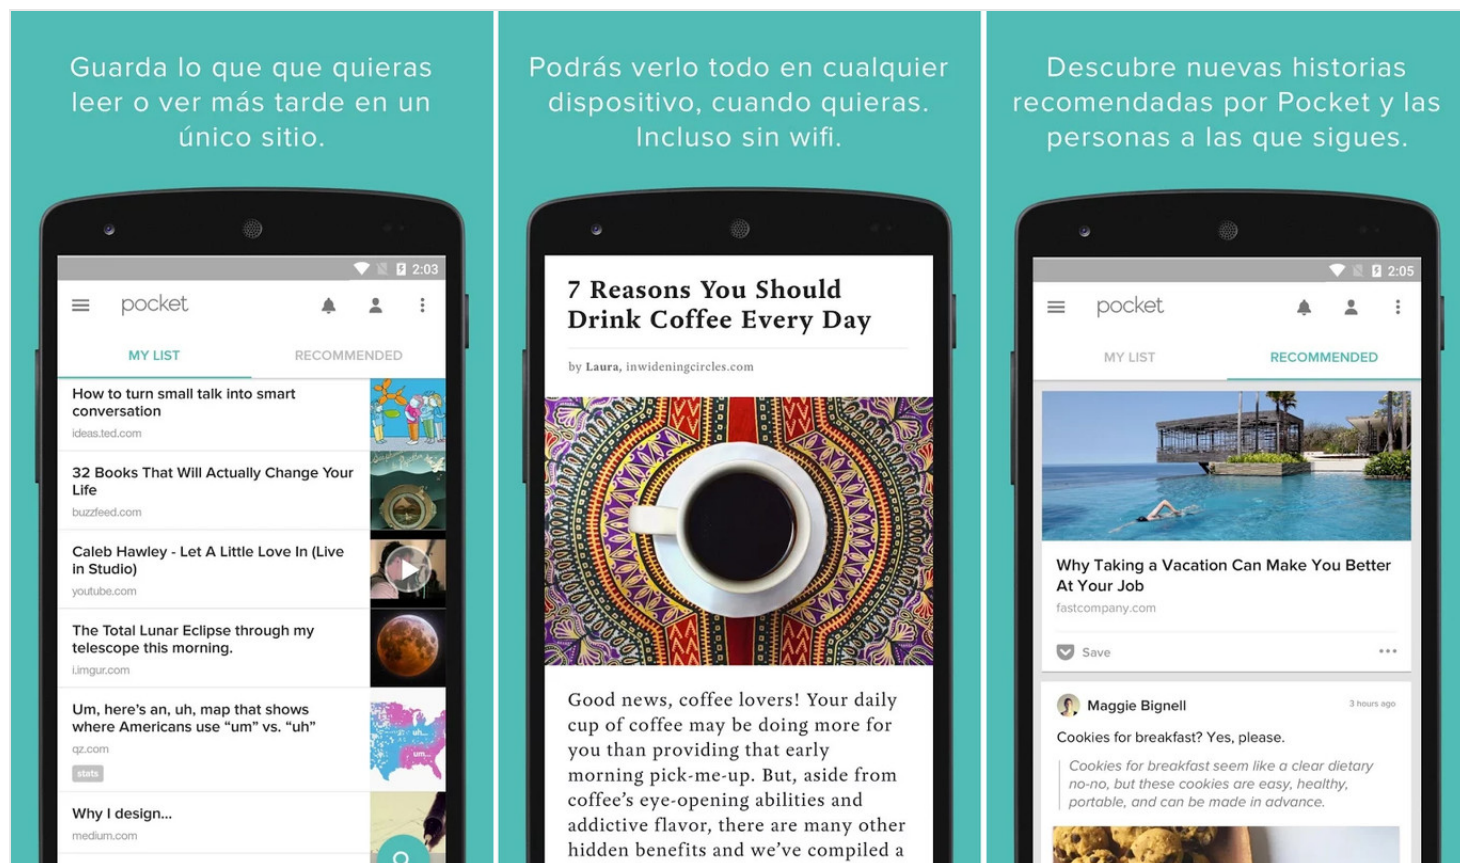 Guarda lo que que quieras
leer o ver más tarde en un
único sitio.
2:03
pocket
MY LIST
RECOMMENDED
How to turn small talk into smart
conversation
ideas.ted.com
32 Books That Will Actually Change Your
Life
buzzfeed.com
Caleb Hawley - Let A Little Love In (Live
in Studio)
youtube.com
The Total Lunar Eclipse through my
telescope this morning.
i.imgur.com
Um, here's an, uh, map that shows
where Americans use “um” vs. “uh”
qz.com
stats
uh...
um...
Why I design...
medium.com
Podrás verlo todo en cualquier
dispositivo, cuando quieras.
Incluso sin wifi.
7 Reasons You Should
Drink Coffee Every Day
by Laura, inwideningcircles.com
Good news, coffee lovers! Your daily
cup of coffee may be doing more for
you than providing that early
morning pick-me-up. But, aside from
coffee’s eye-opening abilities and
addictive flavor, there are many other
hidden benefits and we’ve compiled a
Descubre nuevas historias
recomendadas por Pocket y las
personas a las que sigues.
2:05
pocket
MY LIST
RECOMMENDED
Why Taking a Vacation Can Make You Better
At Your Job
fastcompany.com
Save
Maggie Bignell
3 hours ago
Cookies for breakfast? Yes, please.
Cookies for breakfast seem like a clear dietary
no-no, but these cookies are easy, healthy,
portable, and can be made in advance.